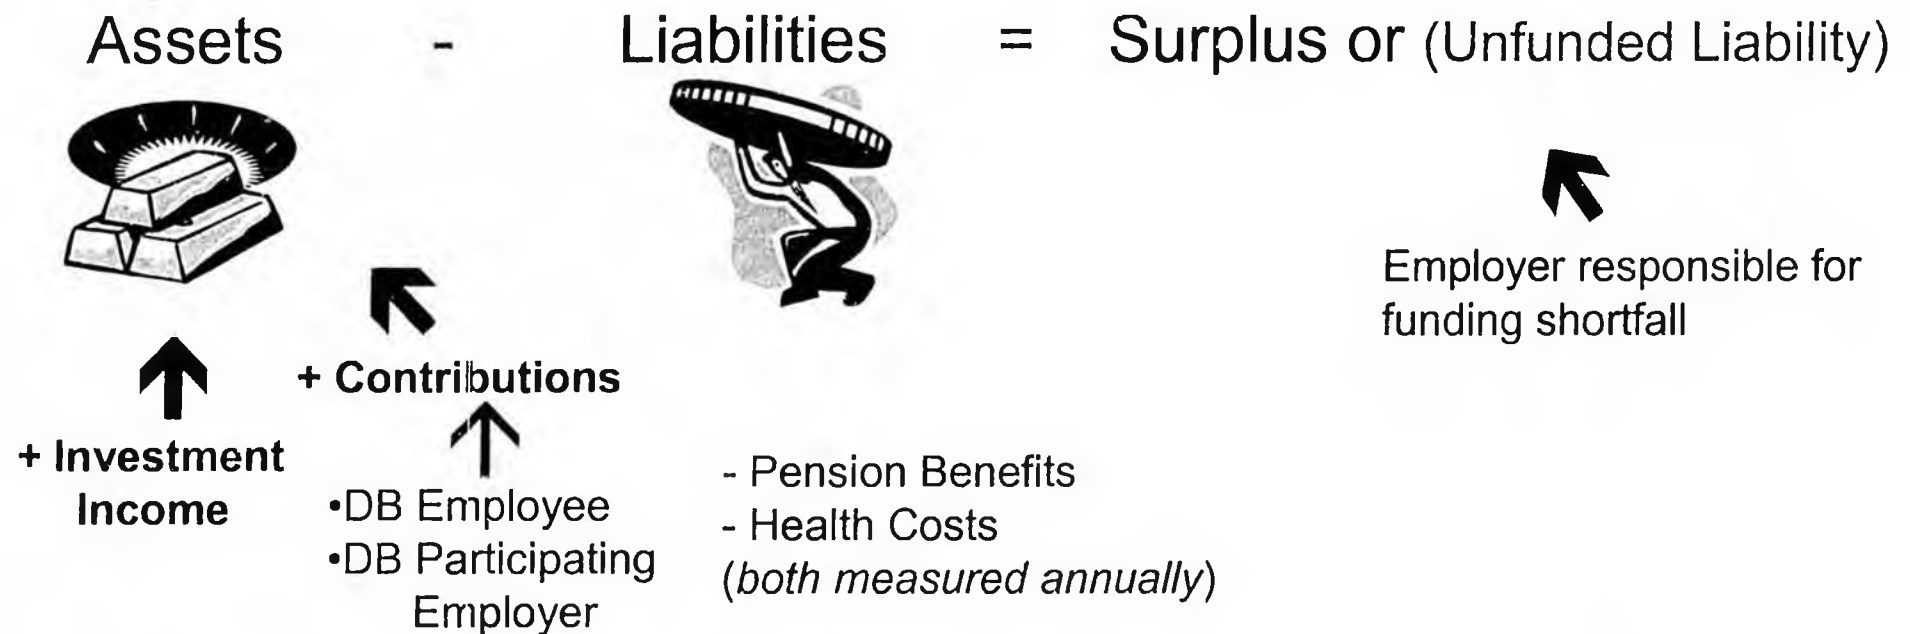 Assets - Liabilities = Surplus or (Unfunded Liability)
Employer responsible for
funding shortfall
+ Contributions
+ Investment
Income
•DB Employee
•DB Participating
Employer
- Pension Benefits
- Health Costs
(both measured annually)